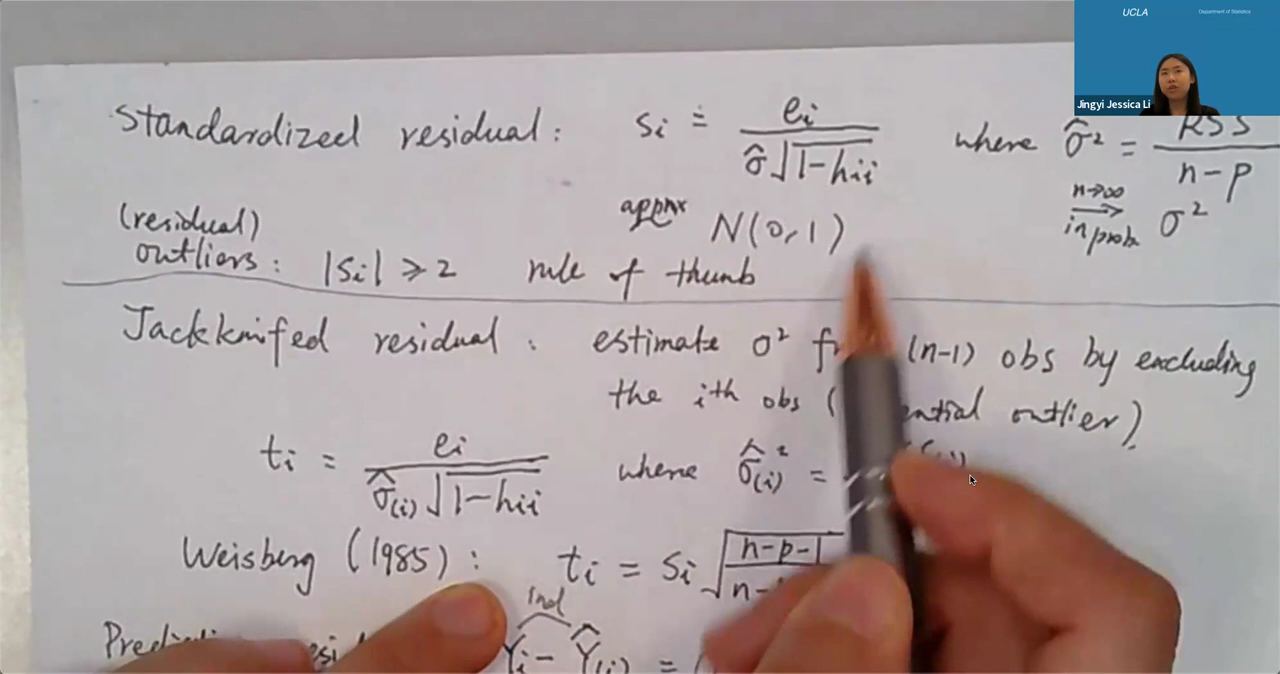 UCLA Department of Statistics
Jingyi Jessica Li
Standardized residual: si ≐ ei / σ̂√(1-hii) where σ̂² = RSS / n-p
n→∞
→ σ²
in prob.
approx N(0,1)
(residual)
outliers: |si| ⩾ 2 rule of thumb
Jackknifed residual: estimate σ² (n-1) obs by excluding
the ith obs ( outlier).
ti = ei / σ̂(i)√(1-hii) where σ̂(i)² =
Weisberg (1985): ti = si √(n-p-1 / n-
ind
Yi - Ŷ(i) =